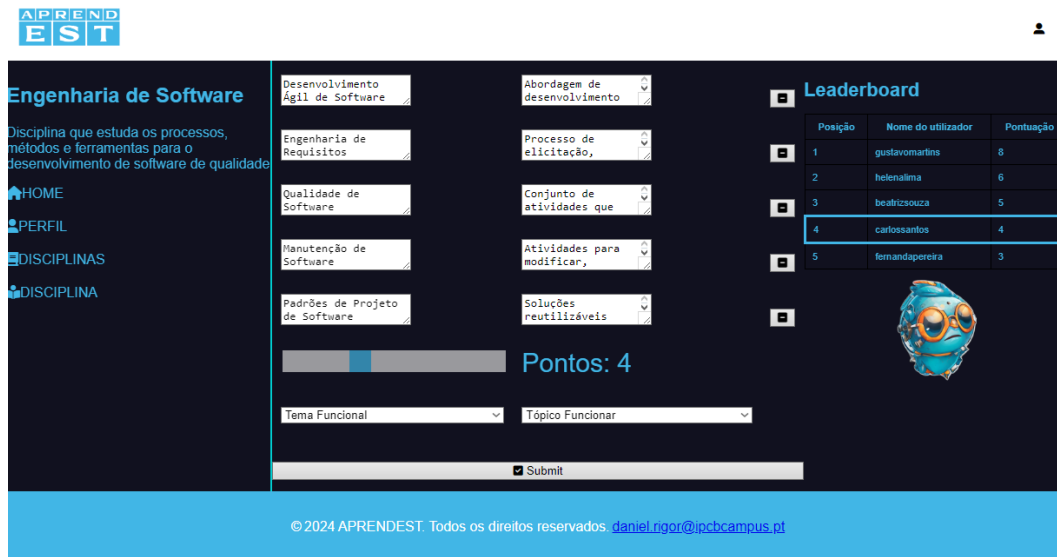 APREND
EST
Engenharia de Software
Disciplina que estuda os processos,
métodos e ferramentas para o
desenvolvimento de software de qualidade
HOME
PERFIL
DISCIPLINAS
DISCIPLINA
Desenvolvimento
Ágil de Software
Abordagem de
desenvolvimento
Engenharia de
Requisitos
Processo de
elicitação,
Qualidade de
Software
Conjunto de
atividades que
Manutenção de
Software
Atividades para
modificar,
Padrões de Projeto
de Software
Soluções
reutilizáveis
Pontos: 4
Tema Funcional
Tópico Funcionar
Submit
Leaderboard
Posição Nome do utilizador Pontuação
1 gustavomartins 8
2 helenalima 6
3 beatrizsouza 5
4 carlossantos 4
5 fernandapereira 3
© 2024 APRENDEST. Todos os direitos reservados. daniel.rigor@ipcbcampus.pt